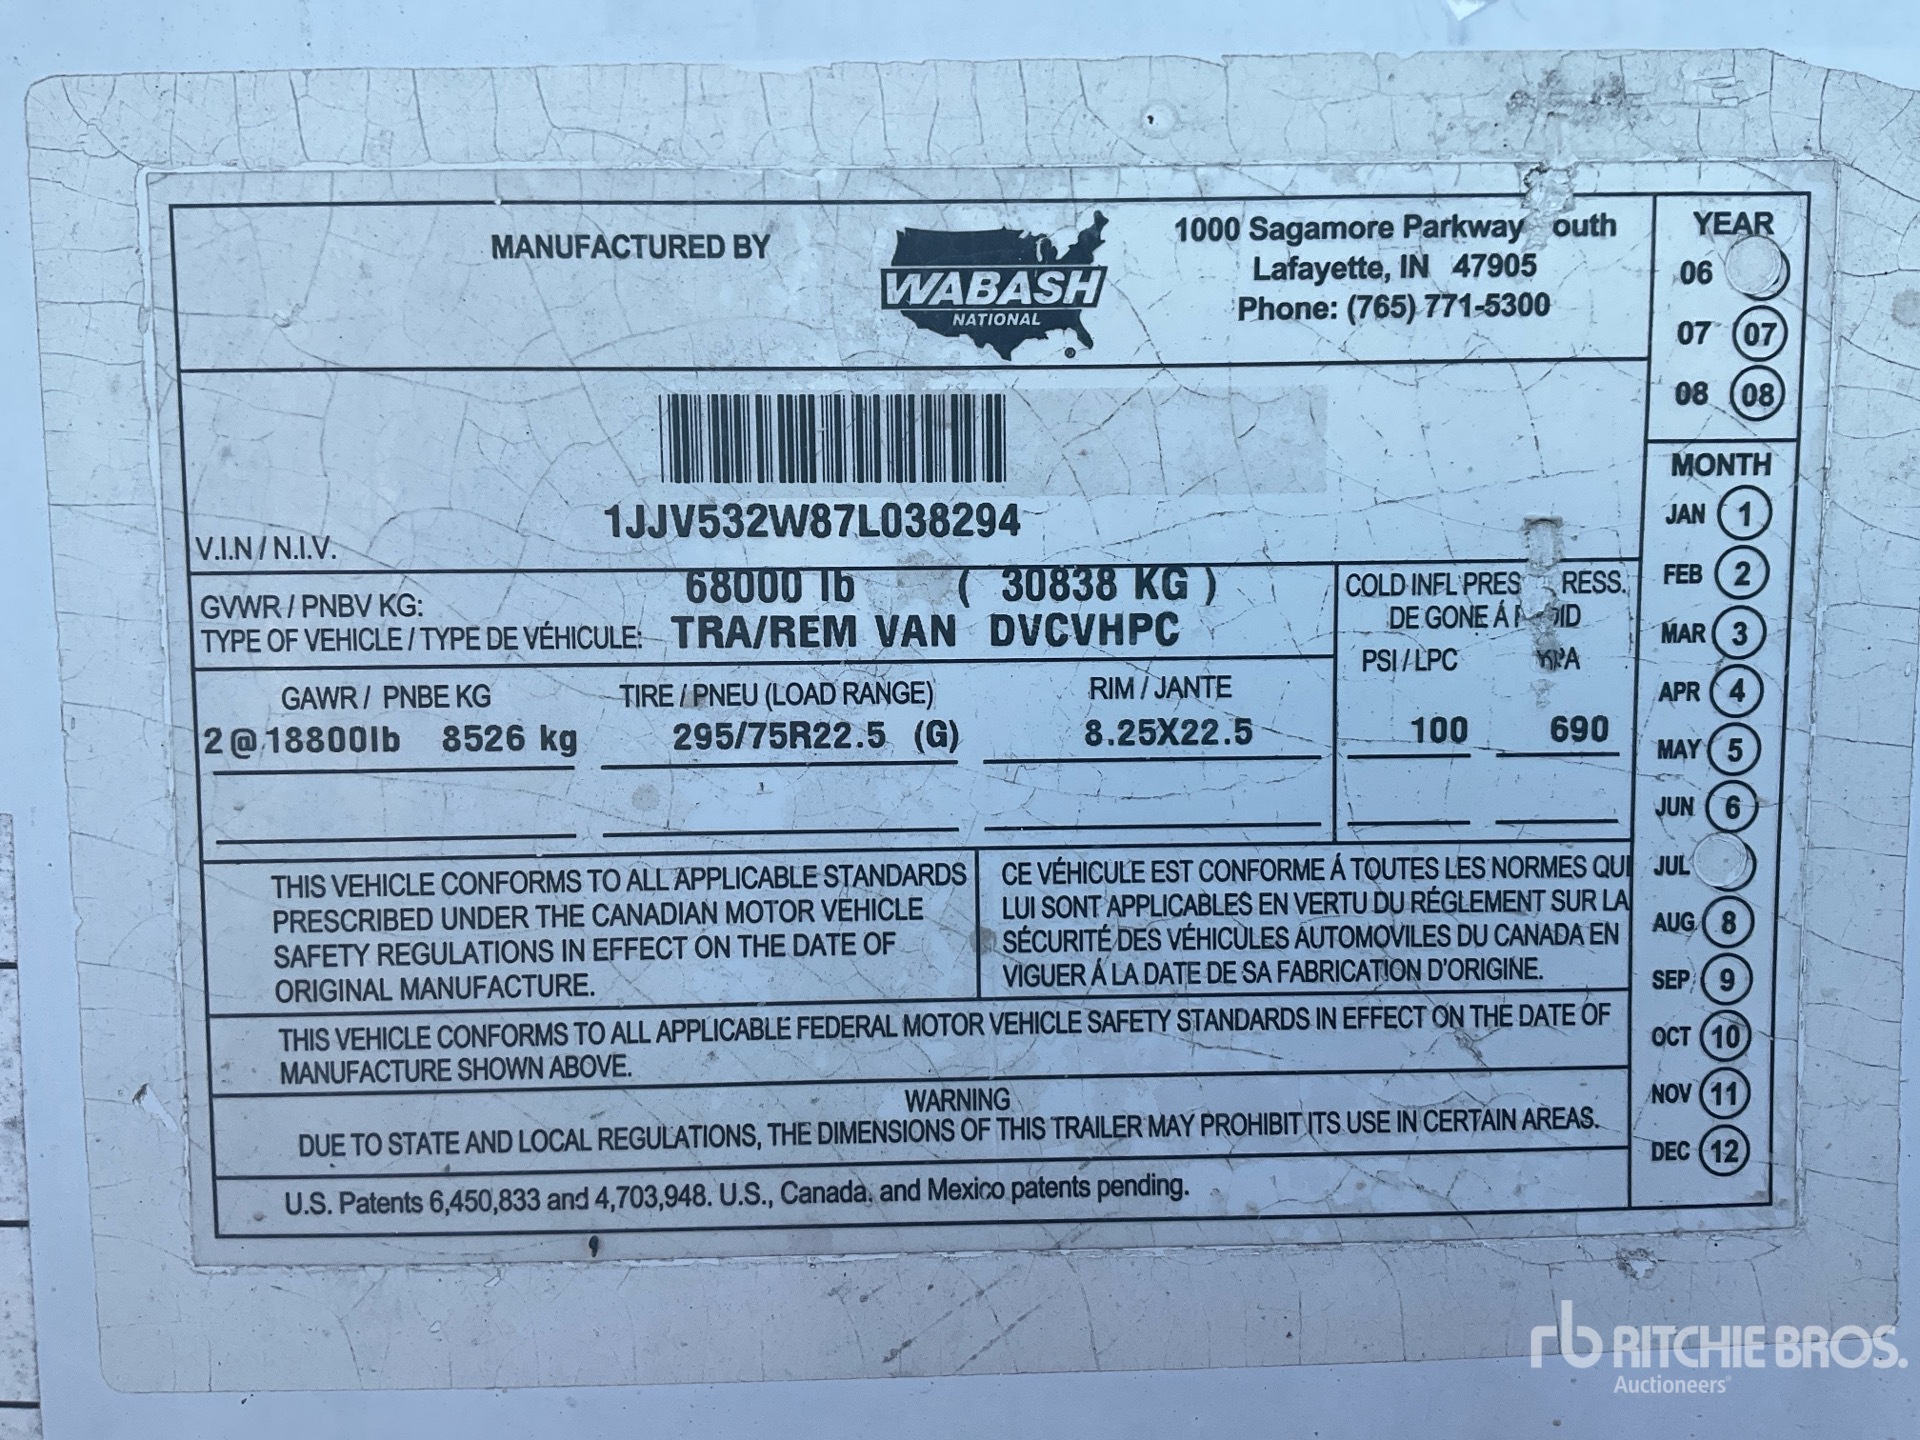 MANUFACTURED BY
WABASH
NATIONAL
®
1000 Sagamore Parkway outh
Lafayette, IN 47905
Phone: (765) 771-5300
YEAR
06
07 07
08 08
1JJV532W87L038294
V.I.N / N.I.V.
GVWR / PNBV KG: 68000 lb ( 30838 KG )
TYPE OF VEHICLE / TYPE DE VÉHICULE: TRA/REM VAN DVCVHPC
COLD INFL PRES RESS.
DE GONE Á
PSI / LPC
GAWR / PNBE KG TIRE / PNEU (LOAD RANGE) RIM / JANTE
2 @ 18800lb 8526 kg 295/75R22.5 (G) 8.25X22.5 100 690
MONTH
JAN 1
FEB 2
MAR 3
APR 4
MAY 5
JUN 6
JUL
AUG 8
SEP 9
OCT 10
NOV 11
DEC 12
THIS VEHICLE CONFORMS TO ALL APPLICABLE STANDARDS
PRESCRIBED UNDER THE CANADIAN MOTOR VEHICLE
SAFETY REGULATIONS IN EFFECT ON THE DATE OF
ORIGINAL MANUFACTURE.
CE VÉHICULE EST CONFORME Á TOUTES LES NORMES QUI
LUI SONT APPLICABLES EN VERTU DU RÉGLEMENT SUR LA
SÉCURITÉ DES VÉHICULES AUTOMOVILES DU CANADA EN
VIGUER Á LA DATE DE SA FABRICATION D'ORIGINE.
THIS VEHICLE CONFORMS TO ALL APPLICABLE FEDERAL MOTOR VEHICLE SAFETY STANDARDS IN EFFECT ON THE DATE OF
MANUFACTURE SHOWN ABOVE.
WARNING
DUE TO STATE AND LOCAL REGULATIONS, THE DIMENSIONS OF THIS TRAILER MAY PROHIBIT ITS USE IN CERTAIN AREAS.
U.S. Patents 6,450,833 and 4,703,948. U.S., Canada. and Mexico patents pending.
rb RITCHIE BROS.
Auctioneers